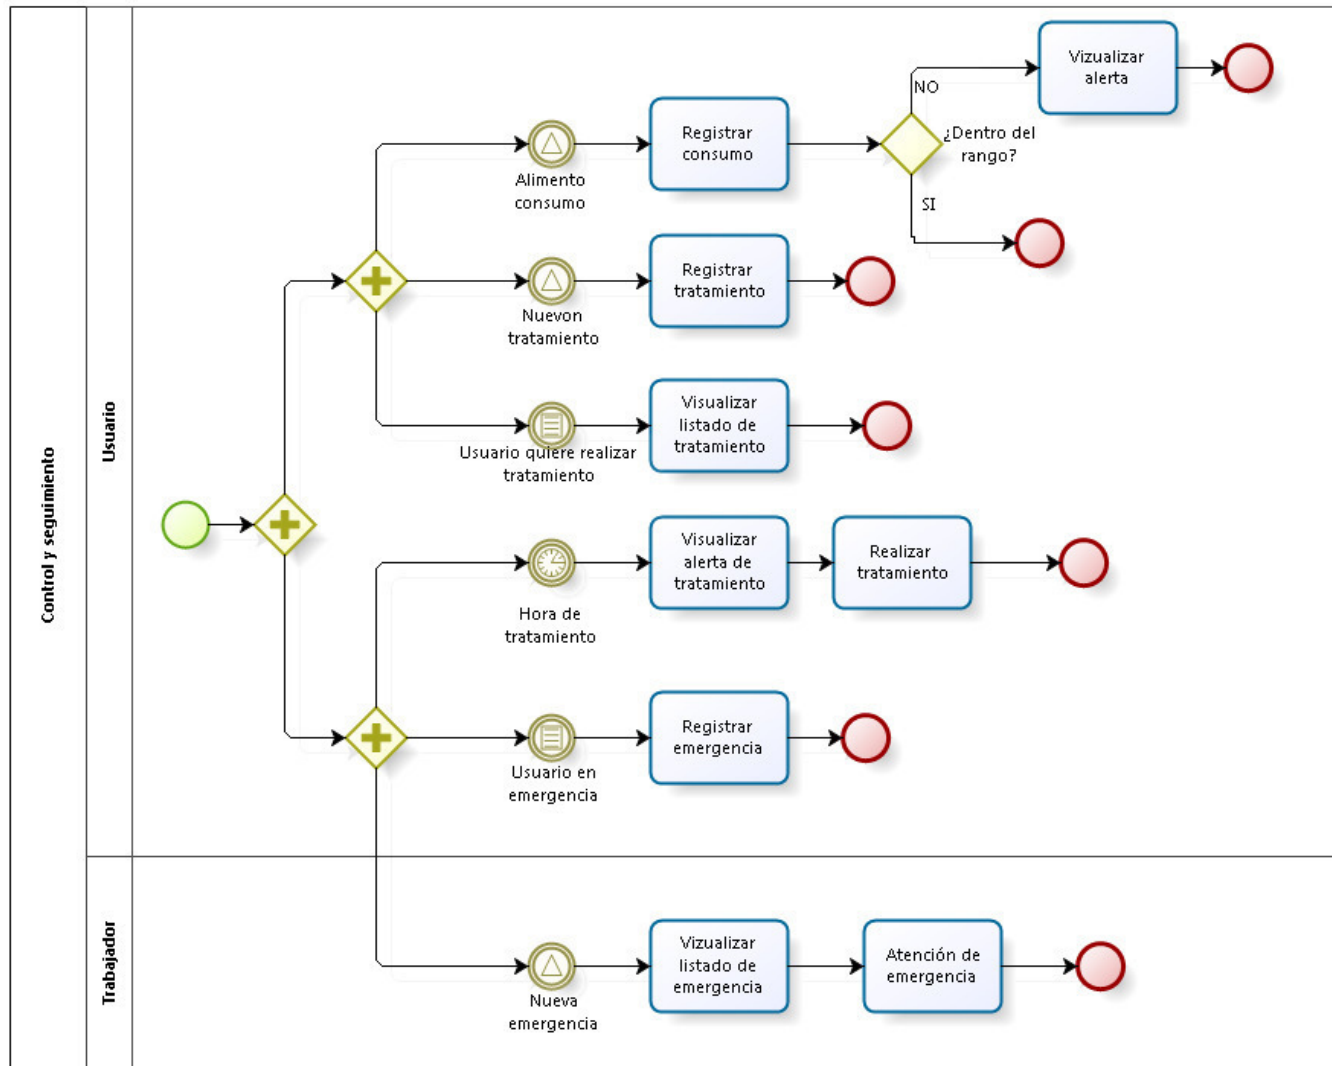 Control y seguimiento
Usuario
Vizualizar
alerta
NO
¿Dentro del
rango?
SI
Registrar
consumo
Alimento
consumo
Registrar
tratamiento
Nuevon
tratamiento
Visualizar
listado de
tratamiento
Usuario quiere realizar
tratamiento
Visualizar
alerta de
tratamiento
Realizar
tratamiento
Hora de
tratamiento
Registrar
emergencia
Usuario en
emergencia
Trabajador
Vizualizar
listado de
emergencia
Atención de
emergencia
Nueva
emergencia